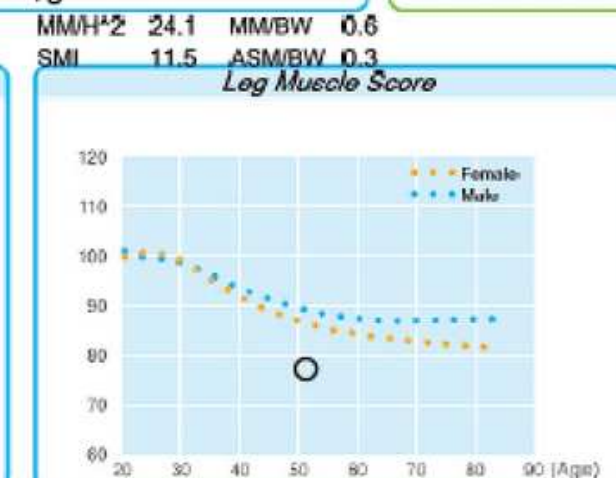 MM/H^2 24.1 MM/BW 0.6
SMI 11.5 ASM/BW 0.3
Leg Muscle Score
120
Female
Male
110
100
90
80
70
60
20 30 40 50 60 70 80 90 (Age)